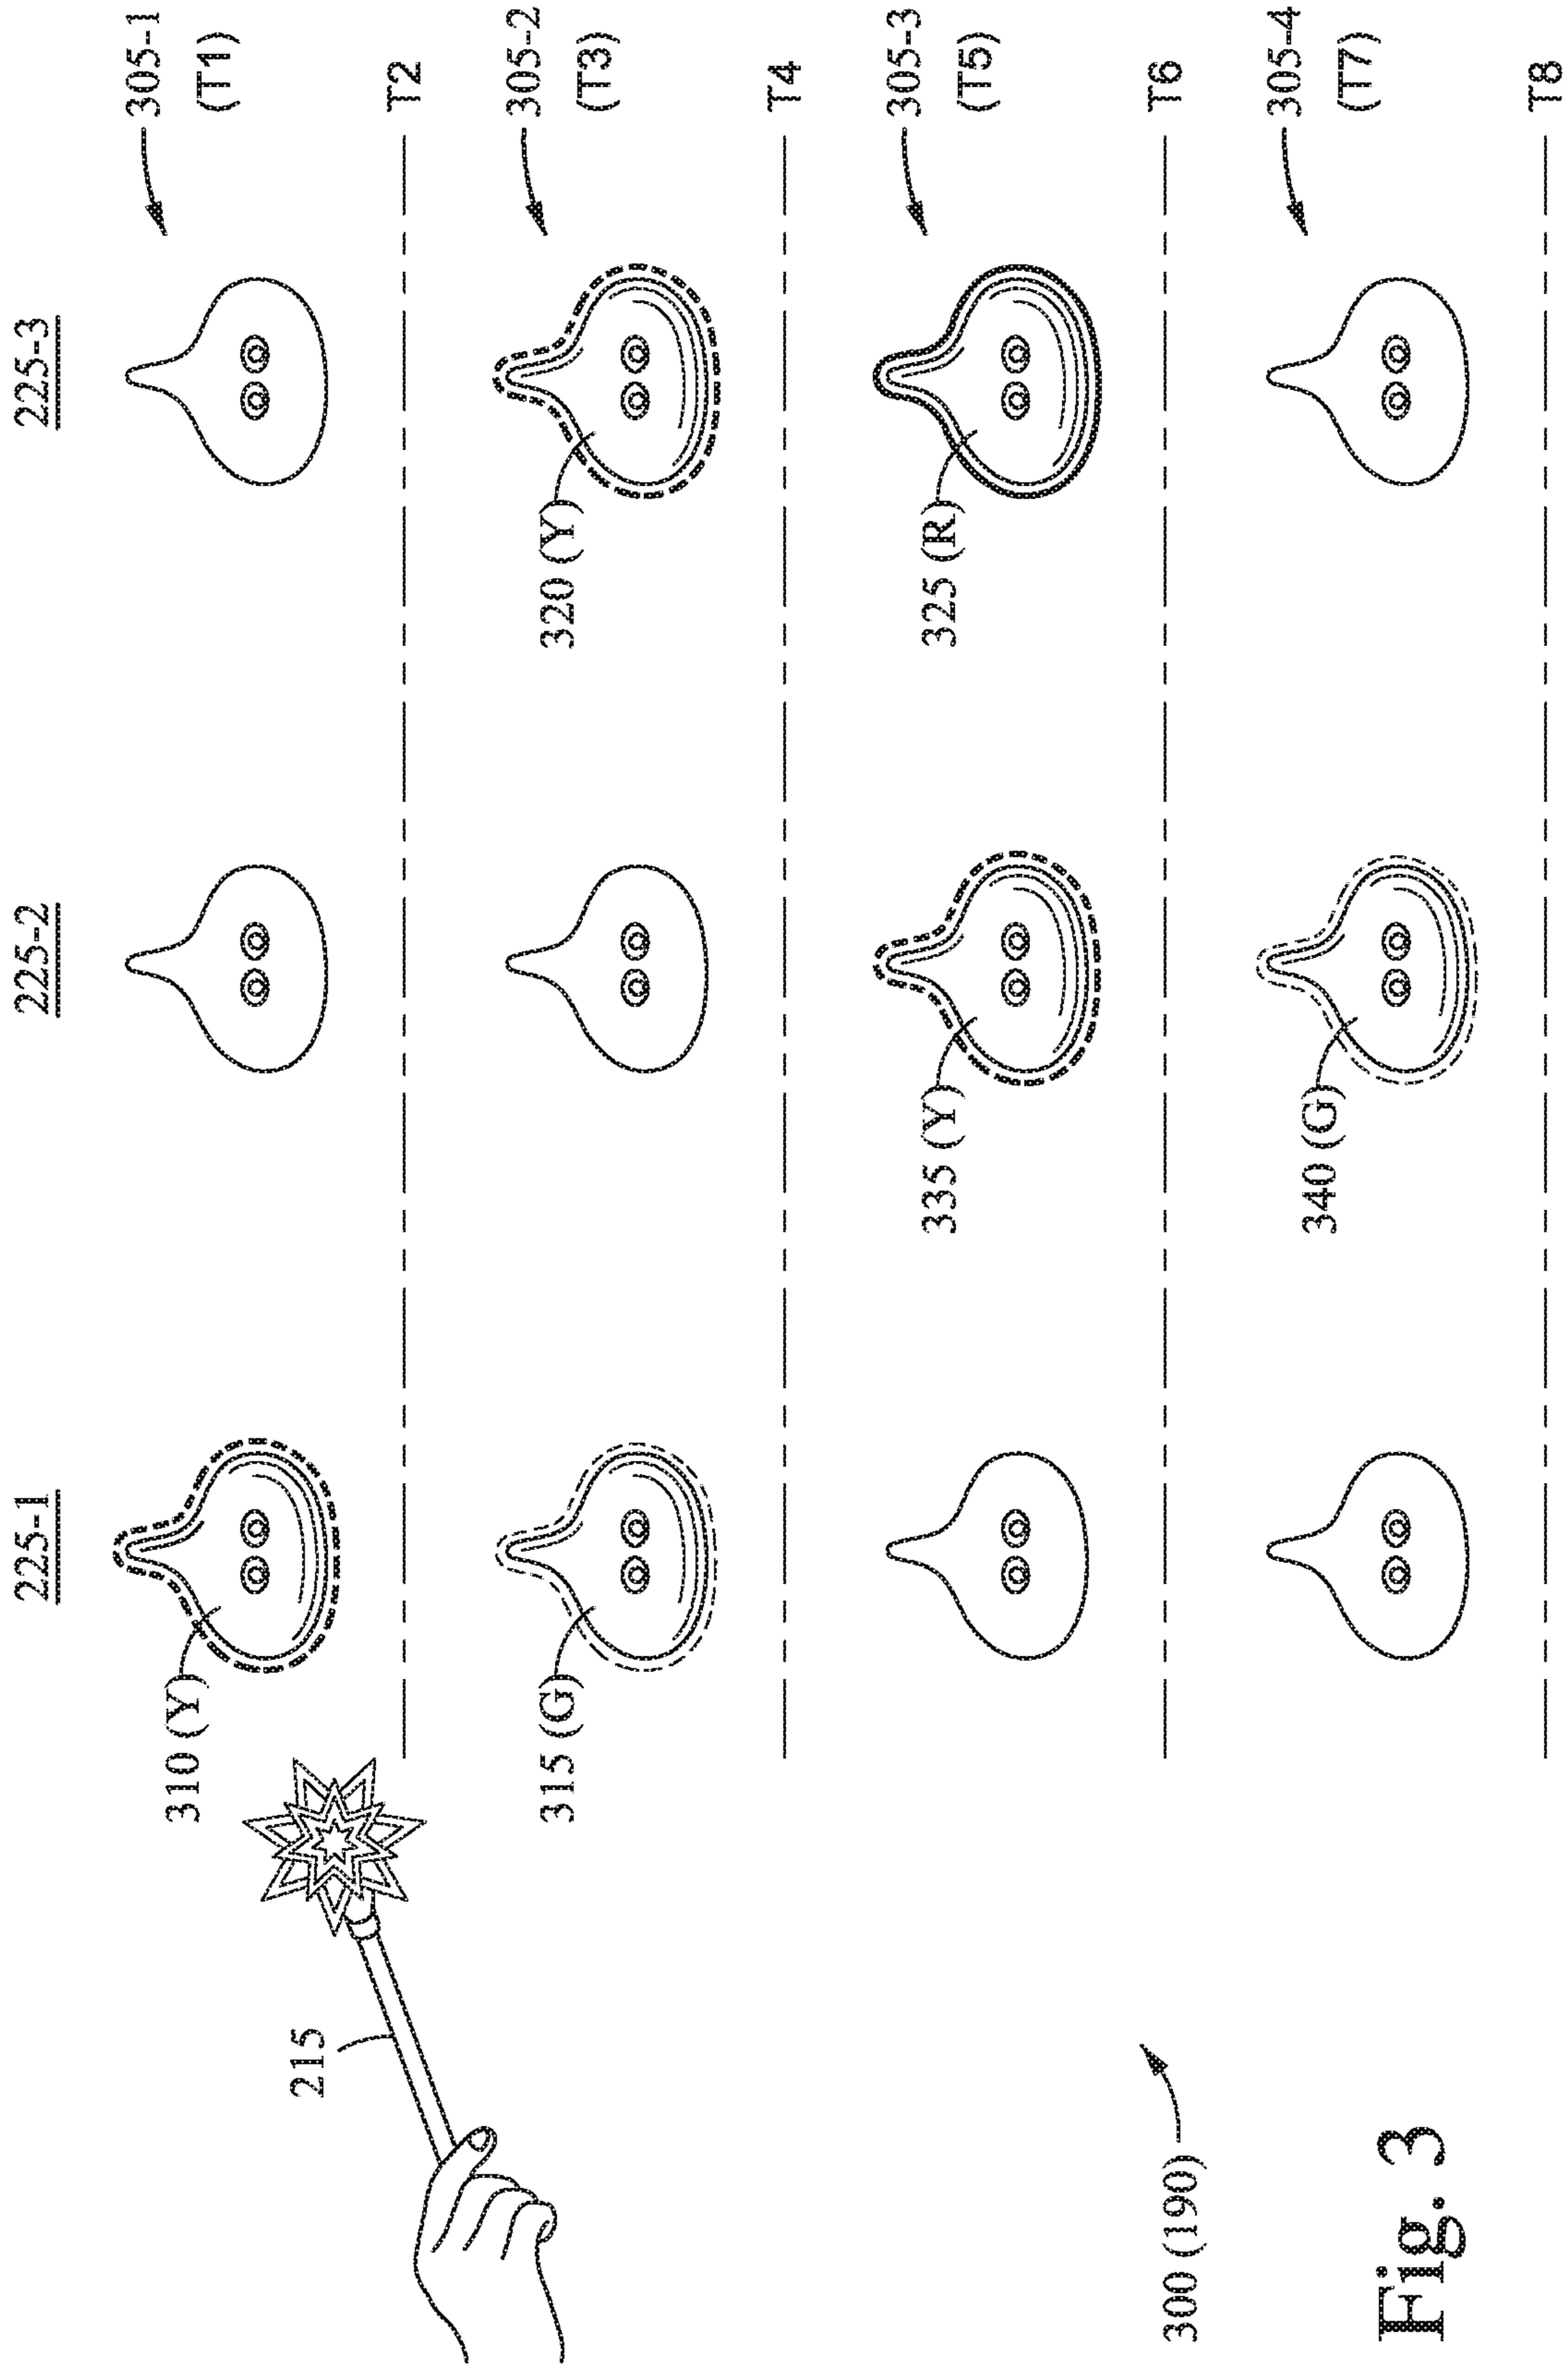 225-1
225-2
225-3
310 (Y)
305-1
(T1)
215
T2
315 (G)
320 (Y)
305-2
(T3)
T4
335 (Y)
325 (R)
305-3
(T5)
T6
300 (190)
340 (G)
305-4
(T7)
T8
Fig. 3